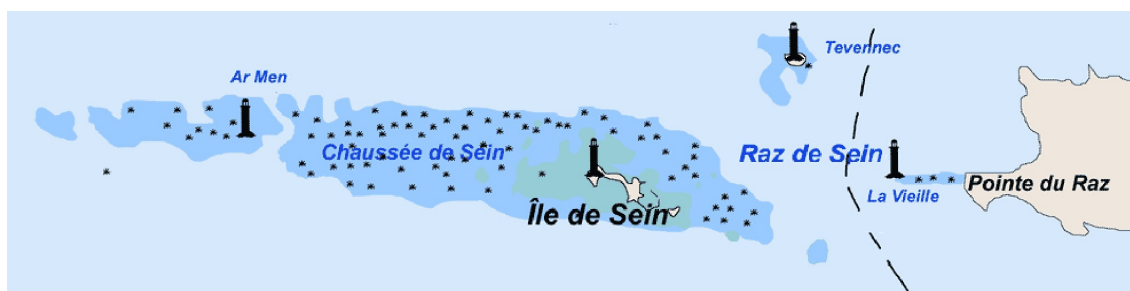 Tevennec
Ar Men
Chaussée de Sein
Raz de Sein
Pointe du Raz
La Vieille
Île de Sein